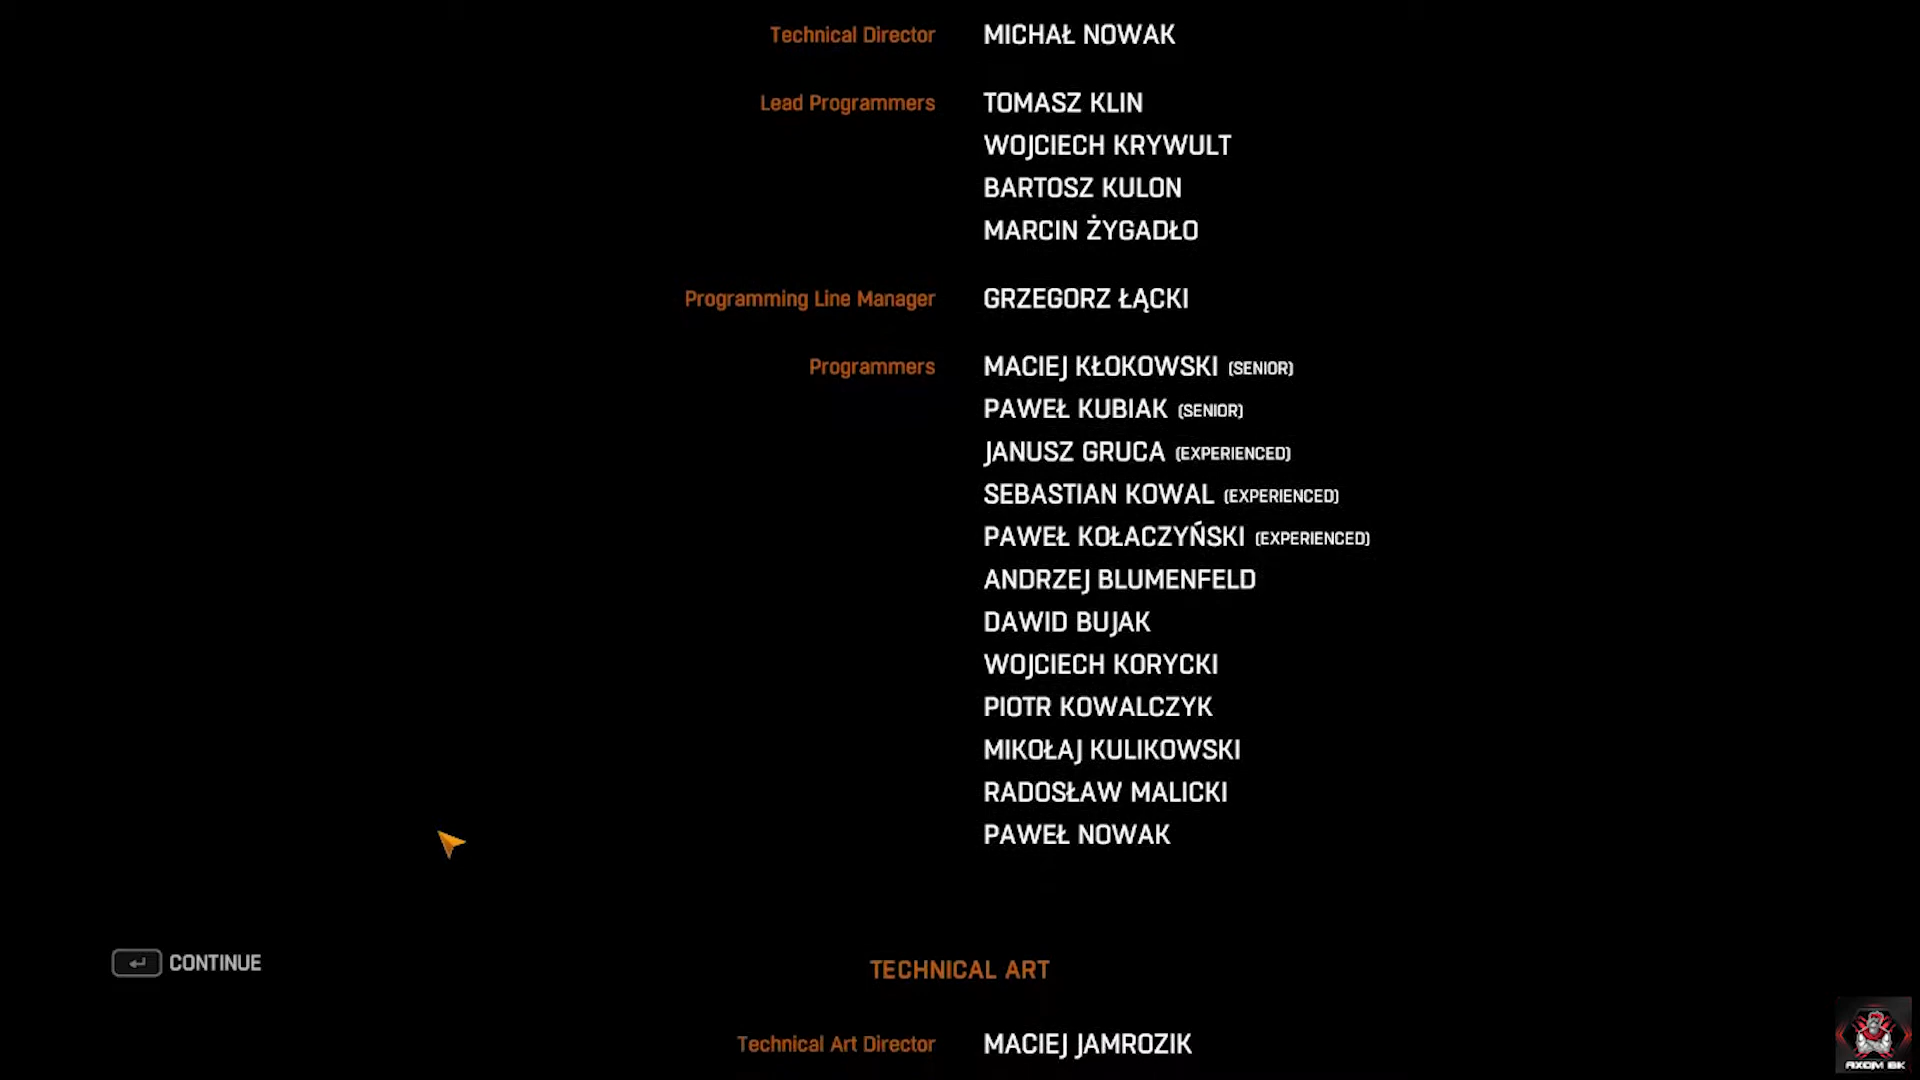 Technical Director MICHAŁ NOWAK
Lead Programmers TOMASZ KLIN
WOJCIECH KRYWULT
BARTOSZ KULON
MARCIN ŻYGADŁO
Programming Line Manager GRZEGORZ ŁĄCKI
Programmers MACIEJ KŁOKOWSKI (SENIOR)
PAWEŁ KUBIAK (SENIOR)
JANUSZ GRUCA (EXPERIENCED)
SEBASTIAN KOWAL (EXPERIENCED)
PAWEŁ KOŁACZYŃSKI (EXPERIENCED)
ANDRZEJ BLUMENFELD
DAWID BUJAK
WOJCIECH KORYCKI
PIOTR KOWALCZYK
MIKOŁAJ KULIKOWSKI
RADOSŁAW MALICKI
PAWEŁ NOWAK
CONTINUE
TECHNICAL ART
Technical Art Director MACIEJ JAMROZIK
AXOM BK